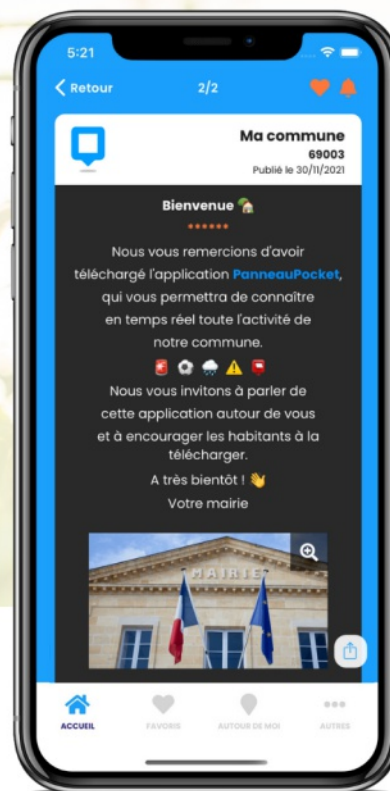 5:21
Retour
2/2
Ma commune
69003
Publié le 30/11/2021
Bienvenue
Nous vous remercions d'avoir
téléchargé l'application PanneauPocket,
qui vous permettra de connaître
en temps réel toute l'activité de
notre commune.
Nous vous invitons à parler de
cette application autour de vous
et à encourager les habitants à la
télécharger.
A très bientôt !
Votre mairie
MAIRIE
ACCUEIL
FAVORIS
AUTOUR DE MOI
AUTRES